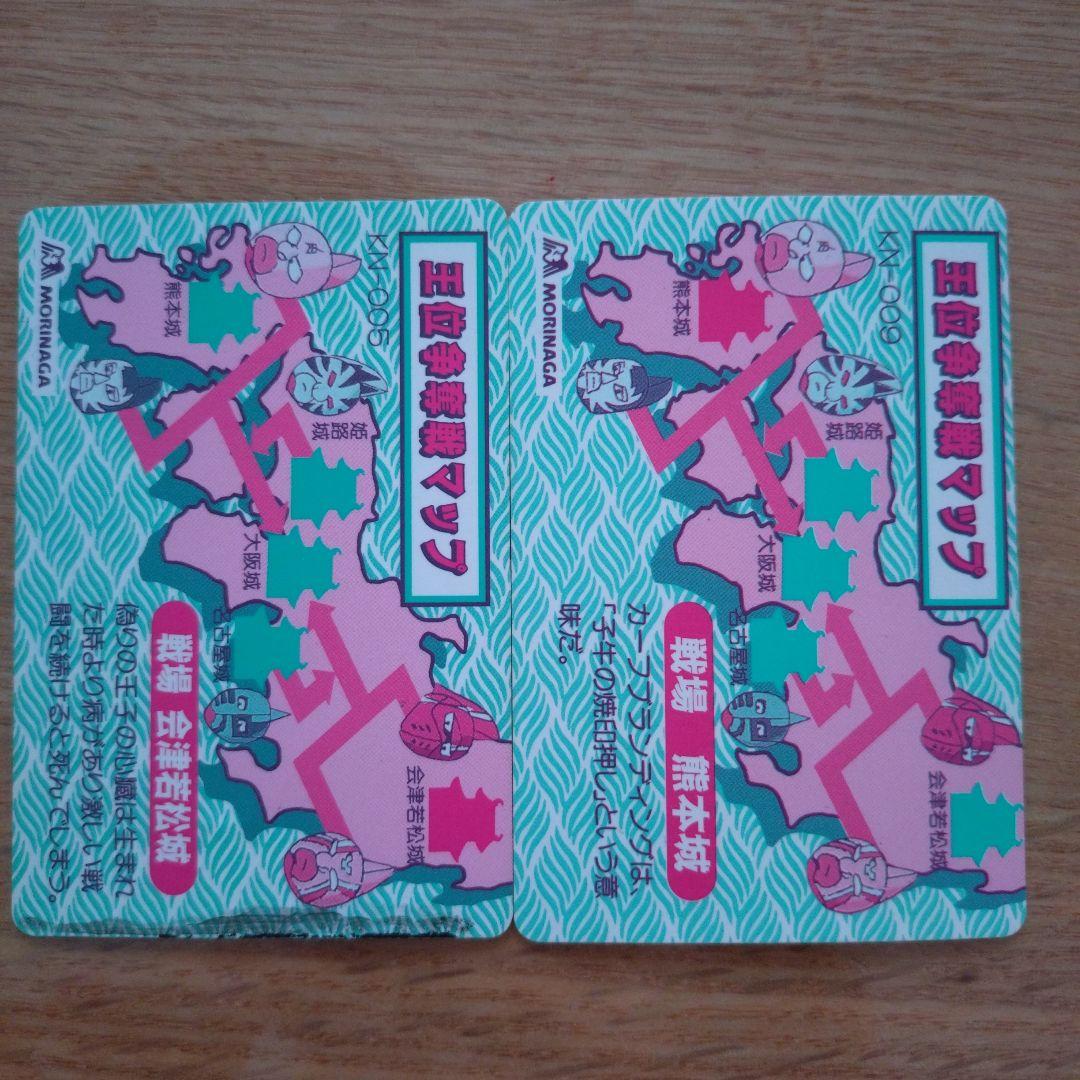 王位争奪戦マップ
KN-005
MORINAGA
熊本城
姫路城
大阪城
名古屋城
会津若松城
戦場 会津若松城
偽りの王子の心臓は生まれ
た時より病があり激しい戦
闘を続けると死んでしまう。
王位争奪戦マップ
KN-009
MORINAGA
熊本城
姫路城
大阪城
名古屋城
会津若松城
戦場 熊本城
カーフブランディングは、
「子牛の焼印押し」という意
味だ。